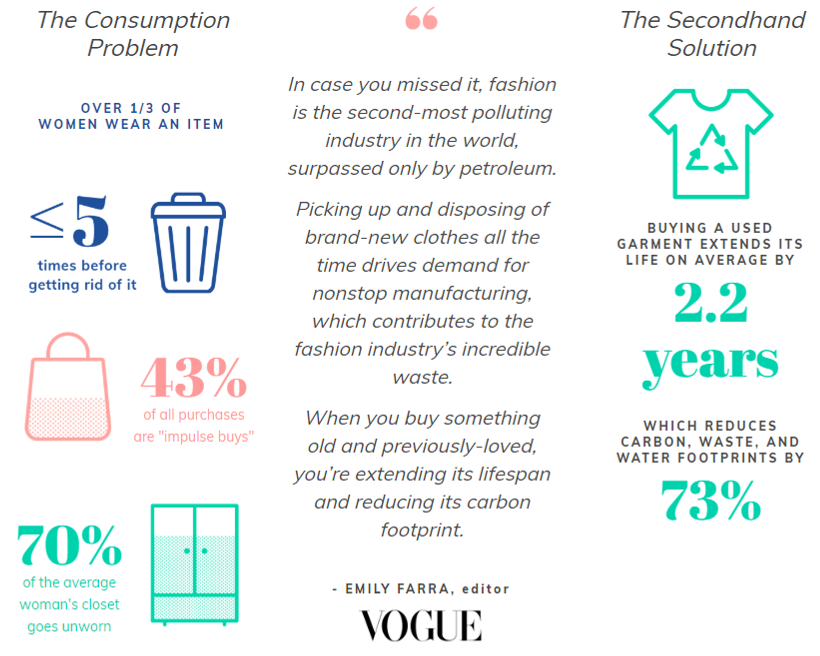 The Consumption
Problem
OVER 1/3 OF
WOMEN WEAR AN ITEM
≤5
times before
getting rid of it
43%
of all purchases
are "impulse buys"
70%
of the average
woman's closet
goes unworn
“
In case you missed it, fashion
is the second-most polluting
industry in the world,
surpassed only by petroleum.
Picking up and disposing of
brand-new clothes all the
time drives demand for
nonstop manufacturing,
which contributes to the
fashion industry’s incredible
waste.
When you buy something
old and previously-loved,
you’re extending its lifespan
and reducing its carbon
footprint.
- EMILY FARRA, editor
VOGUE
The Secondhand
Solution
BUYING A USED
GARMENT EXTENDS ITS
LIFE ON AVERAGE BY
2.2
years
WHICH REDUCES
CARBON, WASTE, AND
WATER FOOTPRINTS BY
73%